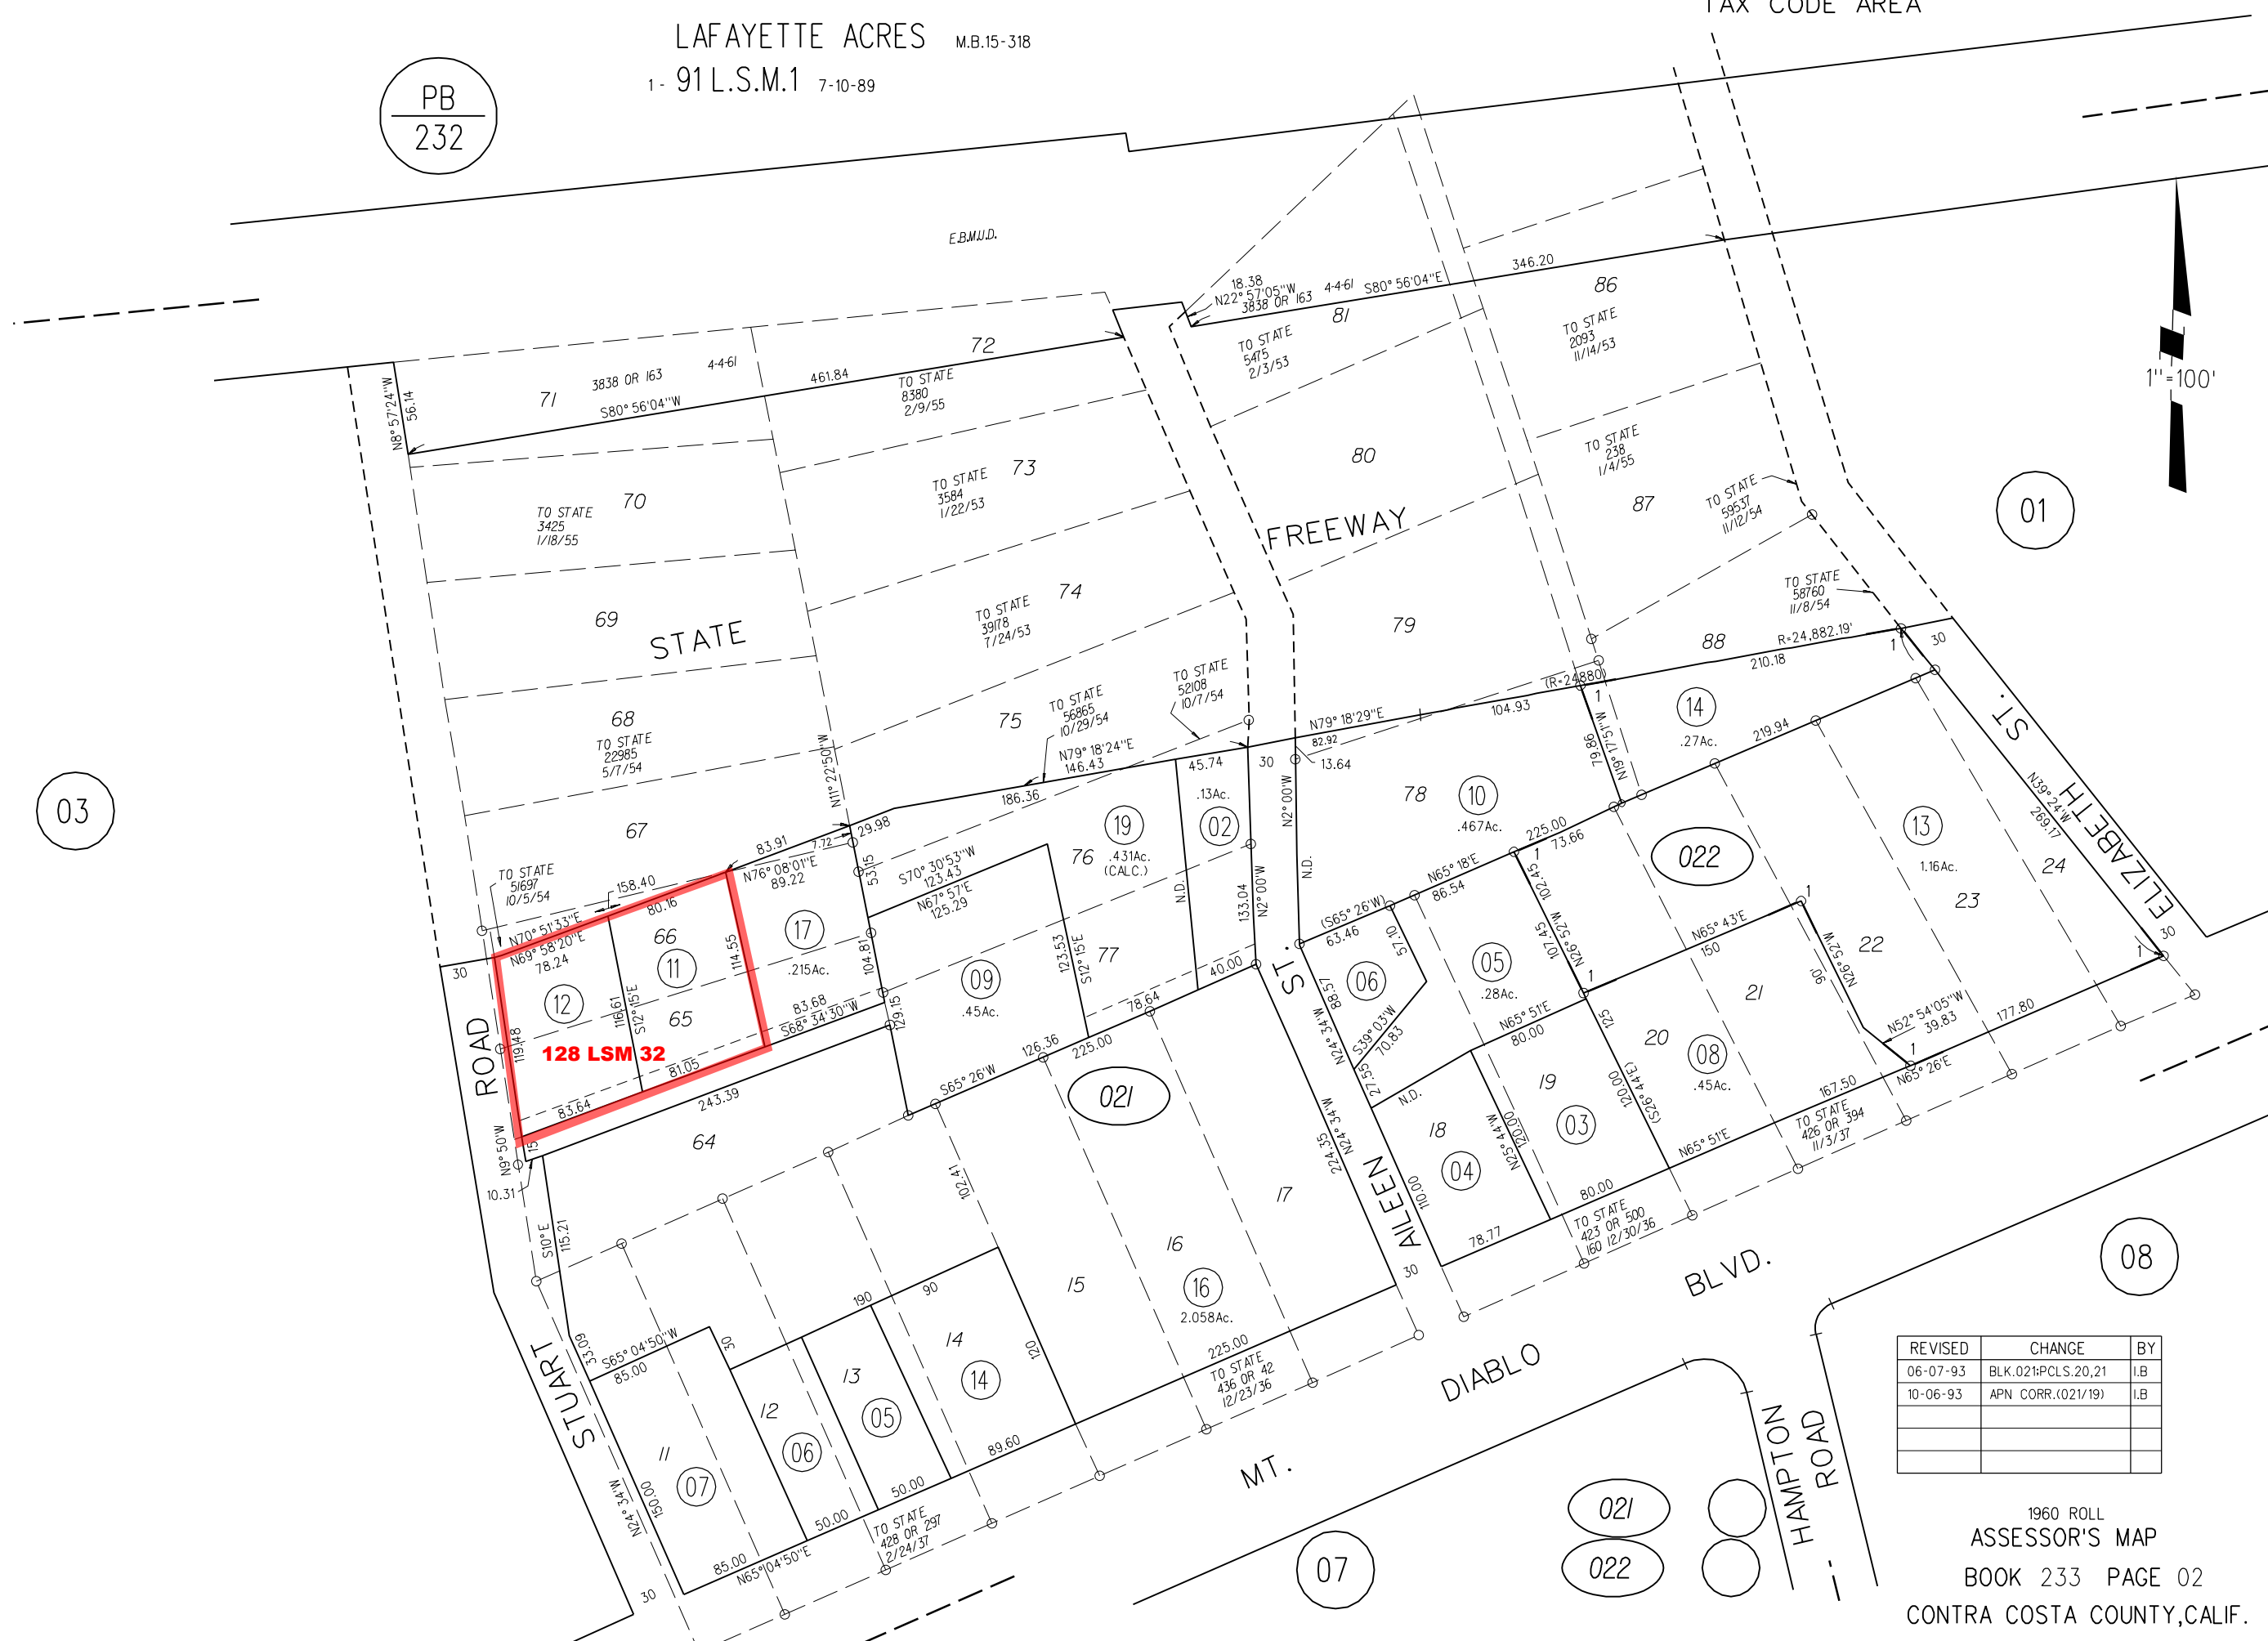 TAX CODE AREA
LAFAYETTE ACRES M.B.15-318
1- 91 L.S.M.1 7-10-89
PB
232
E.B.M.U.D.
18.38
N22° 57'05"W
3838 OR 163 4-4-61 S80° 56'04"E
346.20
86
81
TO STATE
5475
2/3/53
TO STATE
2093
11/14/53
1"=100'
72
71
3838 OR 163 4-4-61
461.84
S80° 56'04"W
TO STATE
8380
2/9/55
N8° 57'24"W
56.14
70
TO STATE
3425
1/18/55
73
TO STATE
3584
1/22/53
80
TO STATE
238
1/4/55
87
TO STATE
59537
11/12/54
01
FREEWAY
69
STATE
74
TO STATE
39178
7/24/53
79
TO STATE
58760
11/8/54
88
R=24,882.19'
210.18
1
30
68
TO STATE
22985
5/7/54
75
TO STATE
56865
10/29/54
TO STATE
52108
10/7/54
(R=24880)
1
14
.27Ac.
219.94
ELIZABETH ST.
N39° 24'W
269.17
N11° 22'50"W
N79° 18'24"E
146.43
186.36
45.74
30
N79° 18'29"E
82.92
13.64
104.93
79.86
N19° 17'51"W
03
67
83.91
7.72
29.98
N76° 08'01"E
89.22
53.15
S70° 30'53"W
123.43
N67° 57'E
125.29
76
19
.431Ac.
(CALC.)
.13Ac.
02
N.D.
133.04
N2° 00'W
N2° 00'W
N.D.
78
10
.467Ac.
225.00
73.66
N65° 18'E
86.54
1
102.45
022
13
1.16Ac.
24
23
22
TO STATE
51697
10/5/54
158.40
80.16
N70° 51'33"E
N69° 58'20"E
78.24
66
11
114.55
17
.215Ac.
104.81
123.53
S12° 15'E
77
40.00
(S65° 26'W)
63.46
57.10
107.45
N26° 52'W
N65° 43'E
150
1
N26° 52'W
90'
30
1
30
12
119.48
116.61
S12° 15'E
65
83.68
S68° 34'30"W
09
.45Ac.
78.64
ST.
06
88.57
N24° 34'W
05
.28Ac.
1
21
N52° 54'05"W
39.83
177.80
ROAD
128 LSM 32
81.05
83.64
129.15
126.36
225.00
S39° 03'W
70.83
N65° 51'E
80.00
125
20
08
.45Ac.
1
N65° 26'E
243.39
S65° 26'W
021
27.55
N.D.
19
120.00
(S26° 44'E)
167.50
N9° 50'W
15
64
224.35
N24° 34'W
18
N25° 44'W
120.00
03
N65° 51'E
TO STATE
426 OR 394
11/3/37
10.31
102.41
17
AILEEN
110.00
04
80.00
S10° E
115.21
16
15
16
2.058Ac.
30
78.77
TO STATE
423 OR 500
160 12/30/36
BLVD.
08
STUART
33.09
S65° 04'50"W
85.00
30
190
90
120
14
14
13
05
12
06
225.00
TO STATE
436 OR 42
12/23/36
DIABLO
11
07
N24° 34'W
150.00
89.60
50.00
50.00
85.00
N65° 04'50"E
TO STATE
428 OR 297
2/24/37
30
MT.
07
HAMPTON
ROAD
021
022
REVISED CHANGE BY
06-07-93 BLK.021;PCLS.20,21 I.B
10-06-93 APN CORR.(021/19) I.B
1960 ROLL
ASSESSOR'S MAP
BOOK 233 PAGE 02
CONTRA COSTA COUNTY,CALIF.